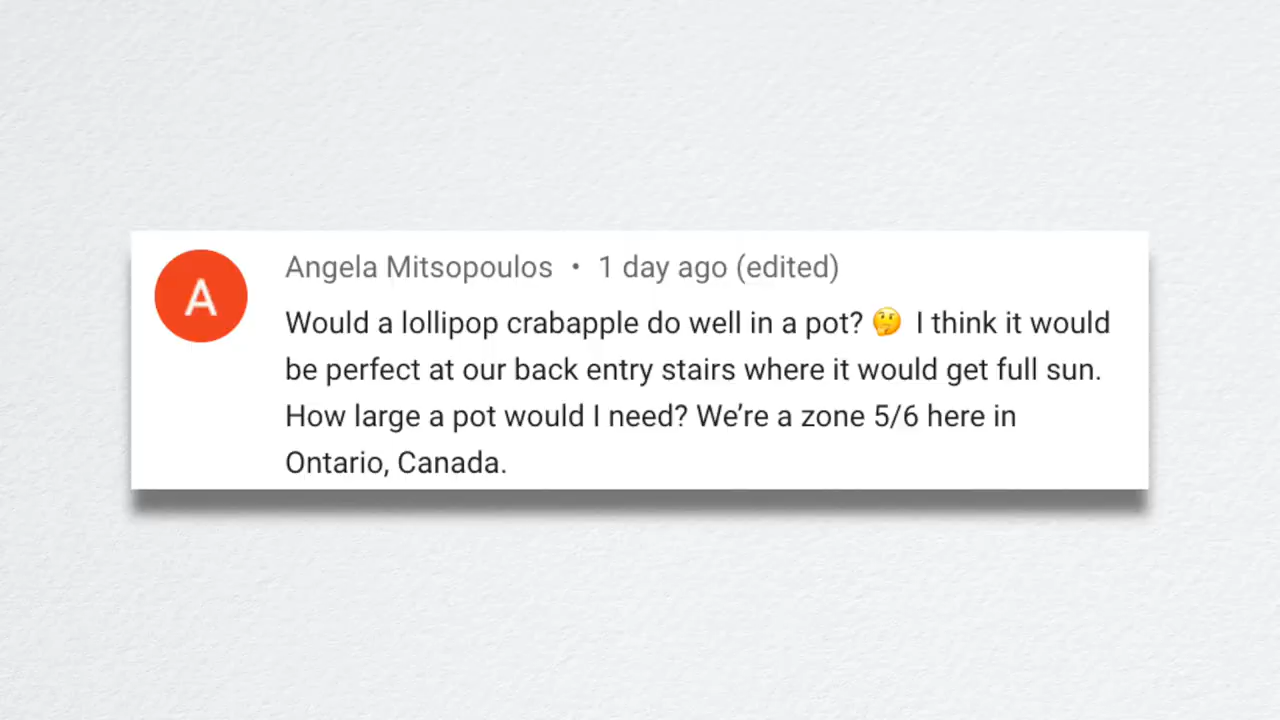 A
Angela Mitsopoulos • 1 day ago (edited)
Would a lollipop crabapple do well in a pot? 🤔 I think it would
be perfect at our back entry stairs where it would get full sun.
How large a pot would I need? We’re a zone 5/6 here in
Ontario, Canada.